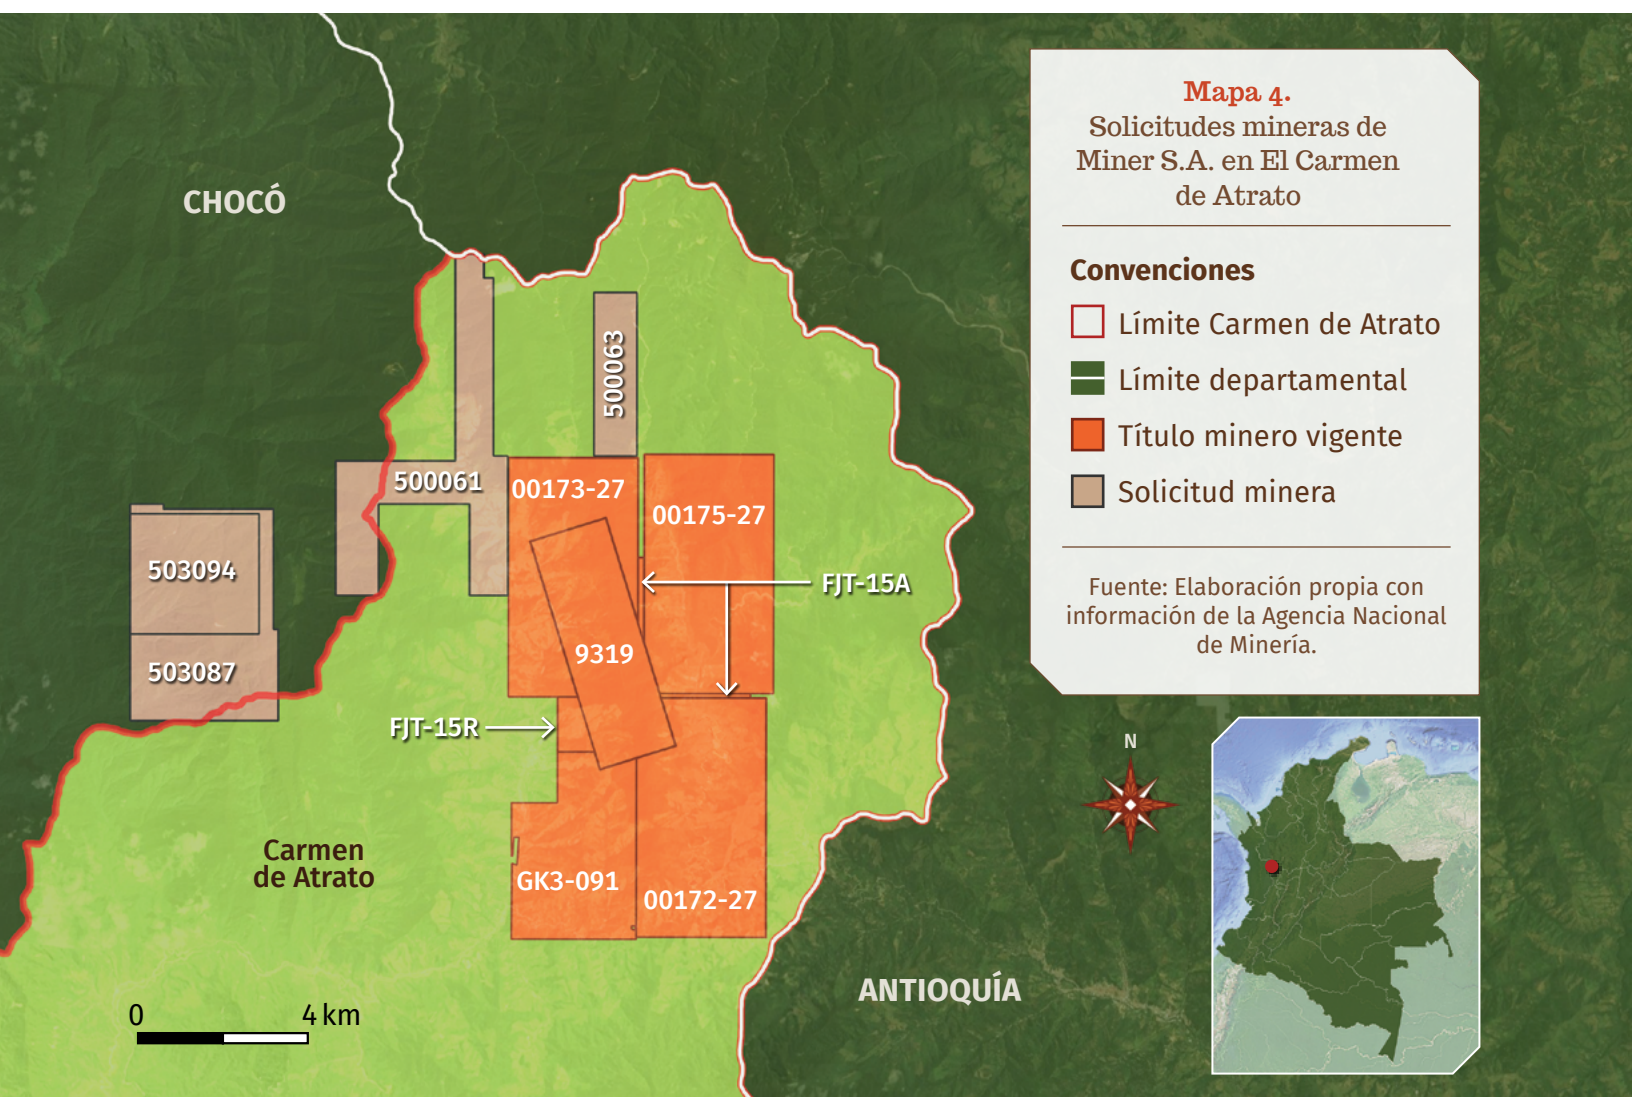 Mapa 4.
Solicitudes mineras de
Miner S.A. en El Carmen
de Atrato
Convenciones
Límite Carmen de Atrato
Límite departamental
Título minero vigente
Solicitud minera
Fuente: Elaboración propia con
información de la Agencia Nacional
de Minería.
CHOCÓ
500063
500061
00173-27
00175-27
503094
FJT-15A
9319
503087
FJT-15R
N
Carmen
de Atrato
GK3-091
00172-27
ANTIOQUÍA
0 4 km